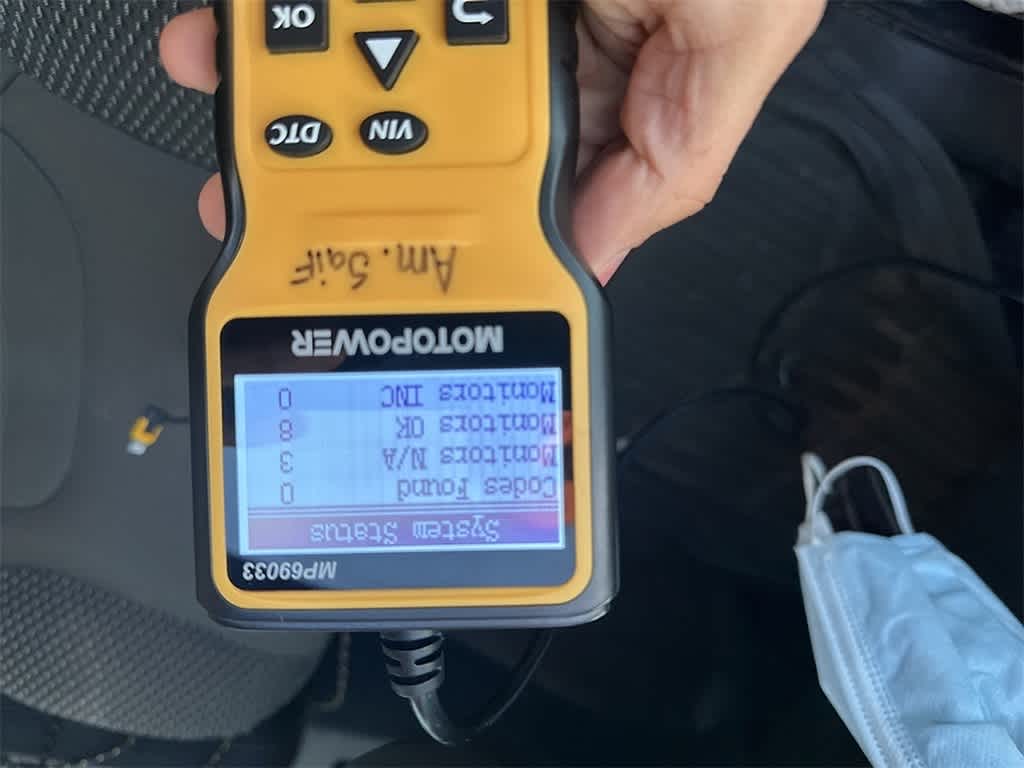 MP69033
System Status
Codes Found 0
Monitors N/A 3
Monitors OK 8
Monitors INC 0
MOTOPOWER
Am. SaiF
VIN DTC
OK